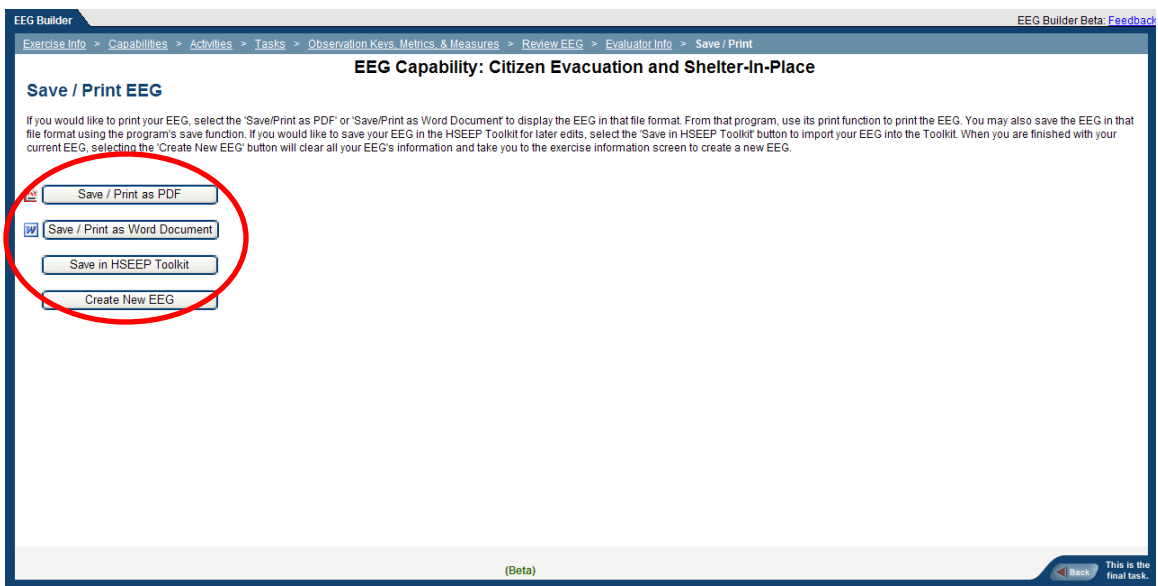 EEG Builder
EEG Builder Beta: Feedback
Exercise Info > Capabilities > Activities > Tasks > Observation Keys, Metrics, & Measures > Review EEG > Evaluator Info > Save / Print
EEG Capability: Citizen Evacuation and Shelter-In-Place
Save / Print EEG
If you would like to print your EEG, select the 'Save/Print as PDF' or 'Save/Print as Word Document' to display the EEG in that file format. From that program, use its print function to print the EEG. You may also save the EEG in that
file format using the program's save function. If you would like to save your EEG in the HSEEP Toolkit for later edits, select the 'Save in HSEEP Toolkit' button to import your EEG into the Toolkit. When you are finished with your
current EEG, selecting the 'Create New EEG' button will clear all your EEG's information and take you to the exercise information screen to create a new EEG.
Save / Print as PDF
Save / Print as Word Document
Save in HSEEP Toolkit
Create New EEG
(Beta)
Back
This is the
final task.